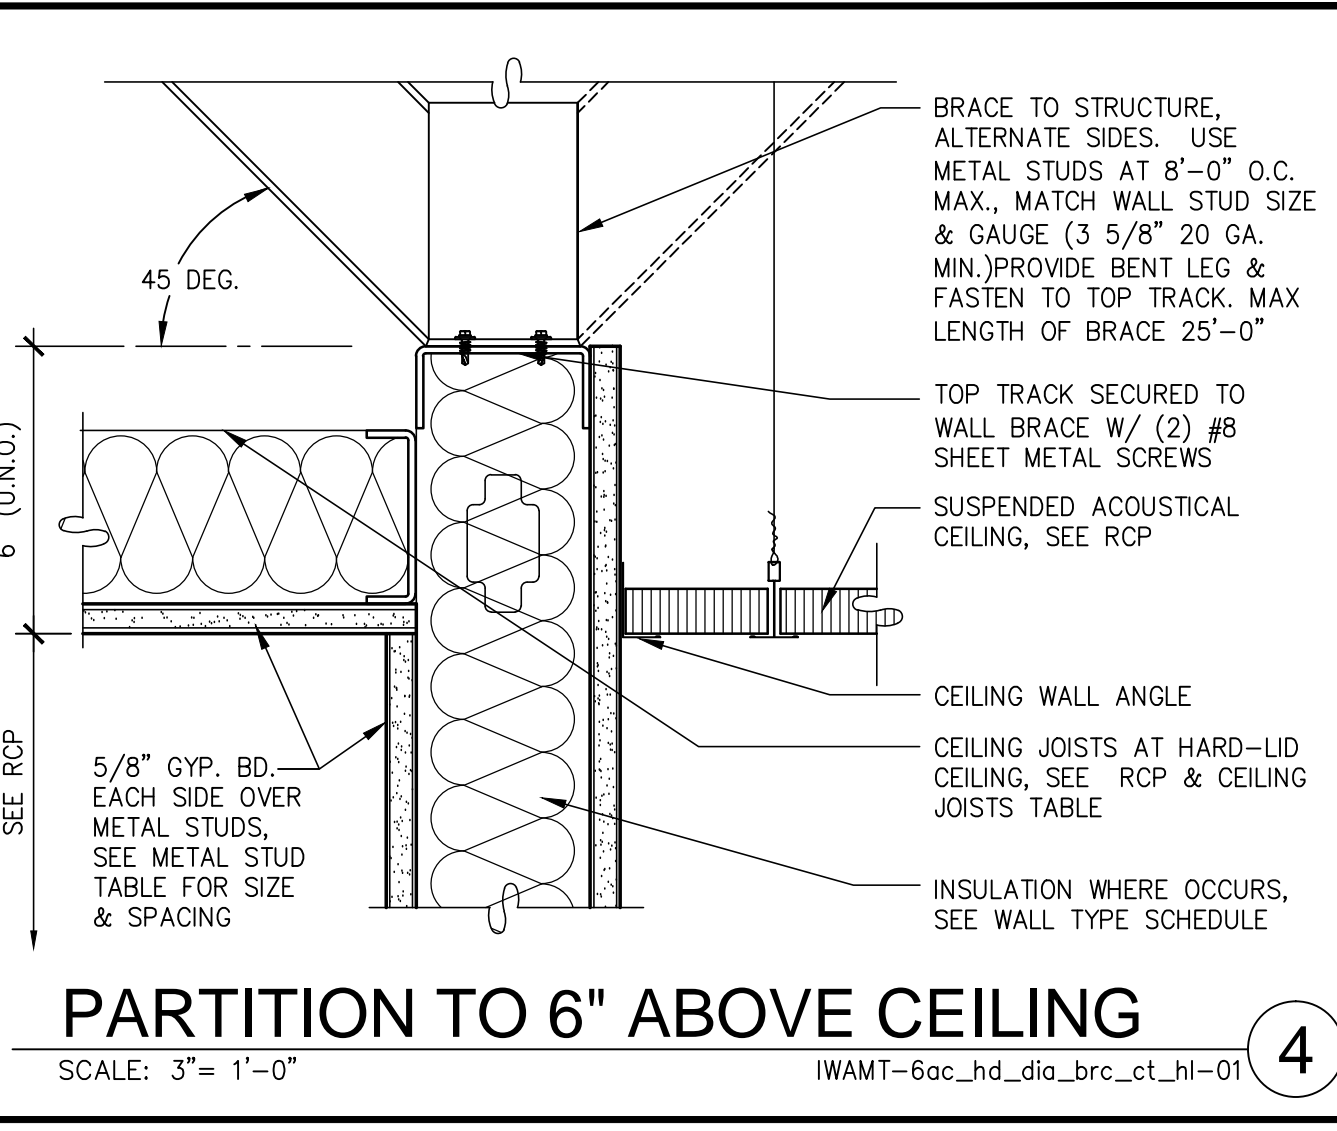 BRACE TO STRUCTURE,
ALTERNATE SIDES. USE
METAL STUDS AT 8'-0" O.C.
MAX., MATCH WALL STUD SIZE
& GAUGE (3 5/8" 20 GA.
MIN.)PROVIDE BENT LEG &
FASTEN TO TOP TRACK. MAX
LENGTH OF BRACE 25'-0"
45 DEG.
TOP TRACK SECURED TO
WALL BRACE W/ (2) #8
SHEET METAL SCREWS
6" (U.N.O.)
SUSPENDED ACOUSTICAL
CEILING, SEE RCP
CEILING WALL ANGLE
CEILING JOISTS AT HARD-LID
CEILING, SEE RCP & CEILING
JOISTS TABLE
SEE RCP
5/8" GYP. BD.
EACH SIDE OVER
METAL STUDS,
SEE METAL STUD
TABLE FOR SIZE
& SPACING
INSULATION WHERE OCCURS,
SEE WALL TYPE SCHEDULE
PARTITION TO 6" ABOVE CEILING
4
SCALE: 3"= 1'-0"
IWAMT-6ac_hd_dia_brc_ct_hl-01